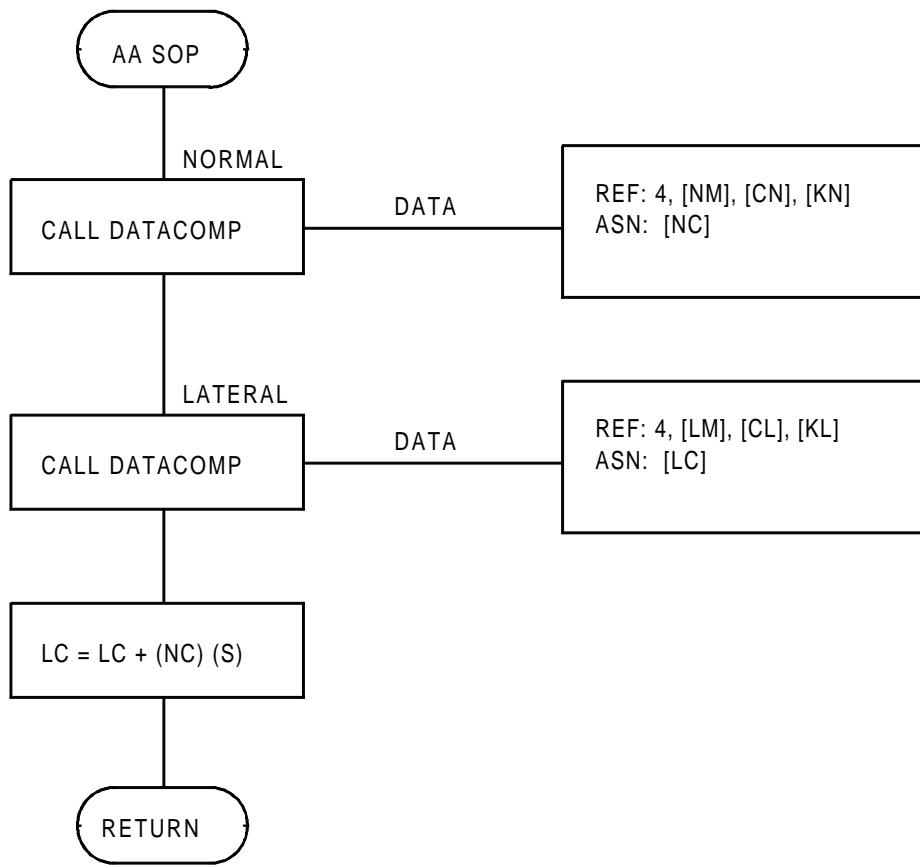 AA SOP
NORMAL
CALL DATACOMP
DATA
REF: 4, [NM], [CN], [KN]
ASN: [NC]
LATERAL
CALL DATACOMP
DATA
REF: 4, [LM], [CL], [KL]
ASN: [LC]
LC = LC + (NC) (S)
RETURN